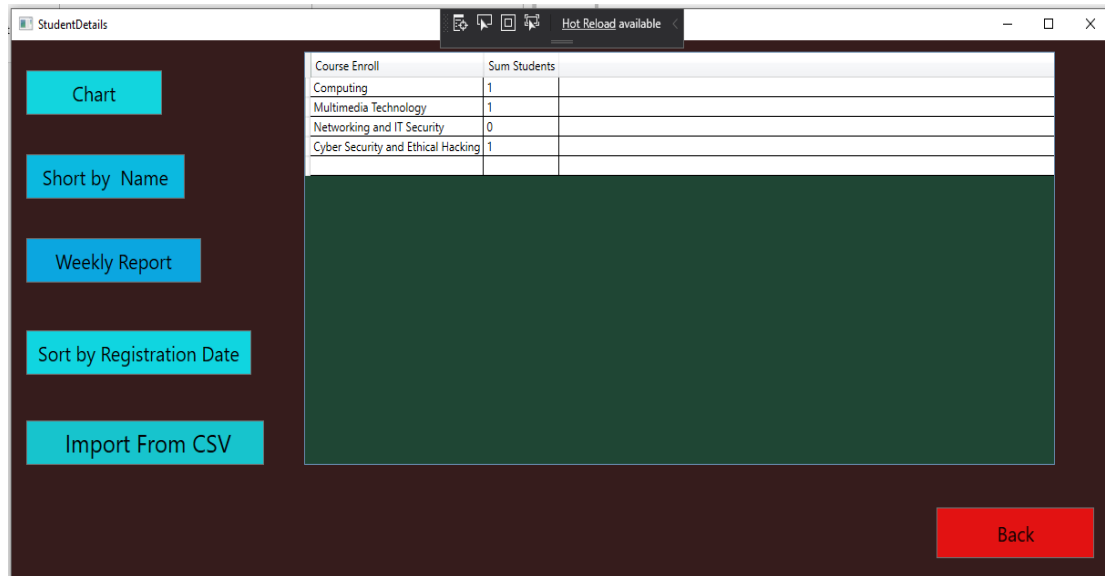 StudentDetails
Hot Reload available
Chart
Short by  Name
Weekly Report
Sort by Registration Date
Import From CSV
Course Enroll Sum Students
Computing 1
Multimedia Technology 1
Networking and IT Security 0
Cyber Security and Ethical Hacking 1
Back